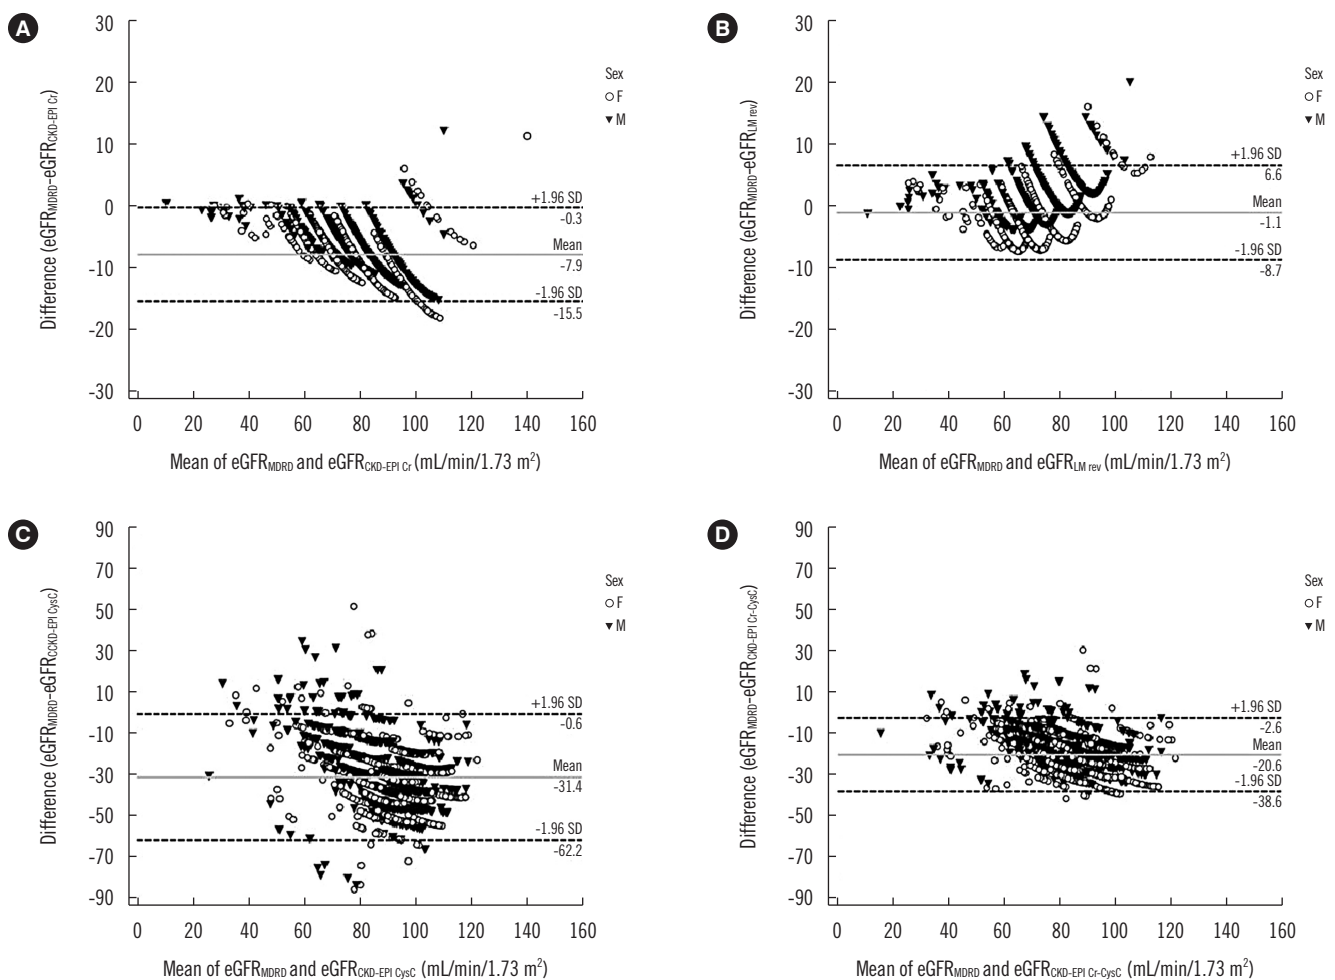 A
30
20
10
0
-10
-20
-30
Difference (eGFRMDRD-eGFRCKD-EPI Cr)
+1.96 SD
-0.3
Mean
-7.9
-1.96 SD
-15.5
Sex
F
M
0 20 40 60 80 100 120 140 160
Mean of eGFRMDRD and eGFRCKD-EPI Cr (mL/min/1.73 m2)
B
30
20
10
0
-10
-20
-30
Difference (eGFRMDRD-eGFRLM rev)
+1.96 SD
6.6
Mean
-1.1
-1.96 SD
-8.7
Sex
F
M
0 20 40 60 80 100 120 140 160
Mean of eGFRMDRD and eGFRLM rev (mL/min/1.73 m2)
C
90
70
50
30
10
-10
-30
-50
-70
-90
Difference (eGFRMDRD-eGFRCCKD-EPI CysC)
+1.96 SD
-0.6
Mean
-31.4
-1.96 SD
-62.2
Sex
F
M
0 20 40 60 80 100 120 140 160
Mean of eGFRMDRD and eGFRCKD-EPI CysC (mL/min/1.73 m2)
D
90
70
50
30
10
-10
-30
-50
-70
-90
Difference (eGFRMDRD-eGFRCKD-EPI Cr-CysC)
+1.96 SD
-2.6
Mean
-20.6
-1.96 SD
-38.6
Sex
F
M
0 20 40 60 80 100 120 140 160
Mean of eGFRMDRD and eGFRCKD-EPI Cr-CysC (mL/min/1.73 m2)